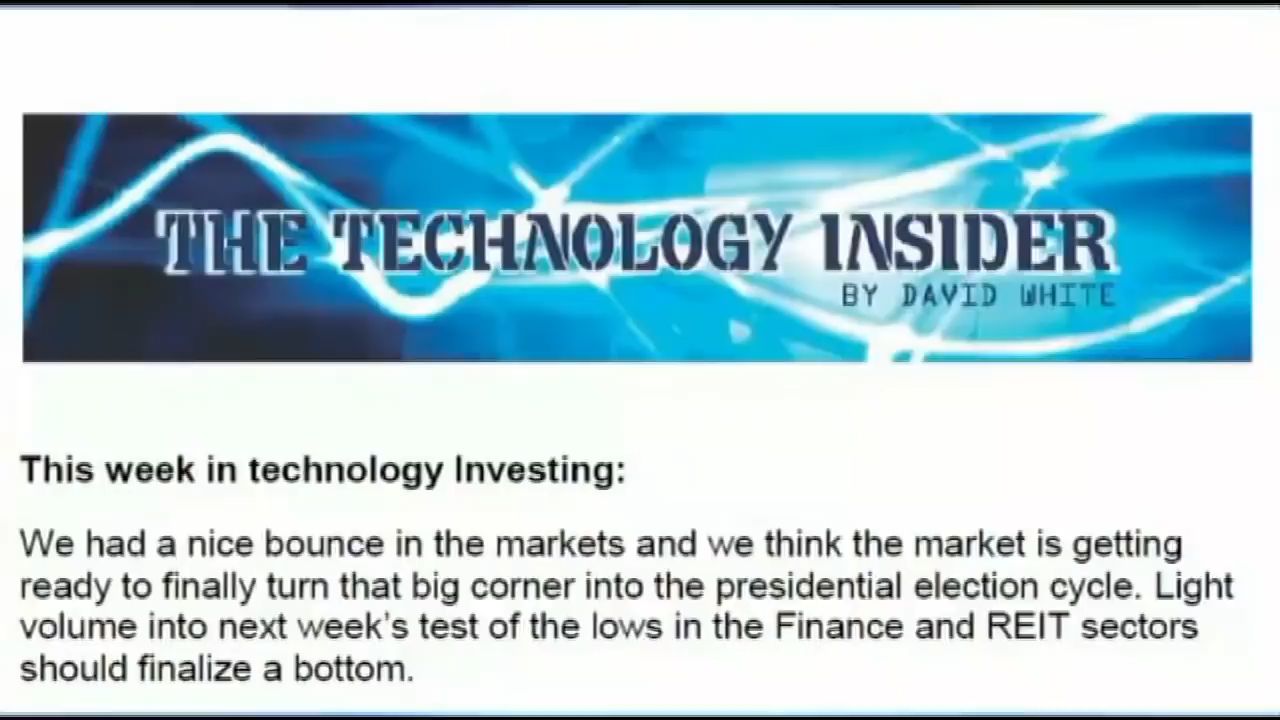 THE TECHNOLOGY INSIDER
BY DAVID WHITE
This week in technology Investing:
We had a nice bounce in the markets and we think the market is getting
ready to finally turn that big corner into the presidential election cycle. Light
volume into next week's test of the lows in the Finance and REIT sectors
should finalize a bottom.